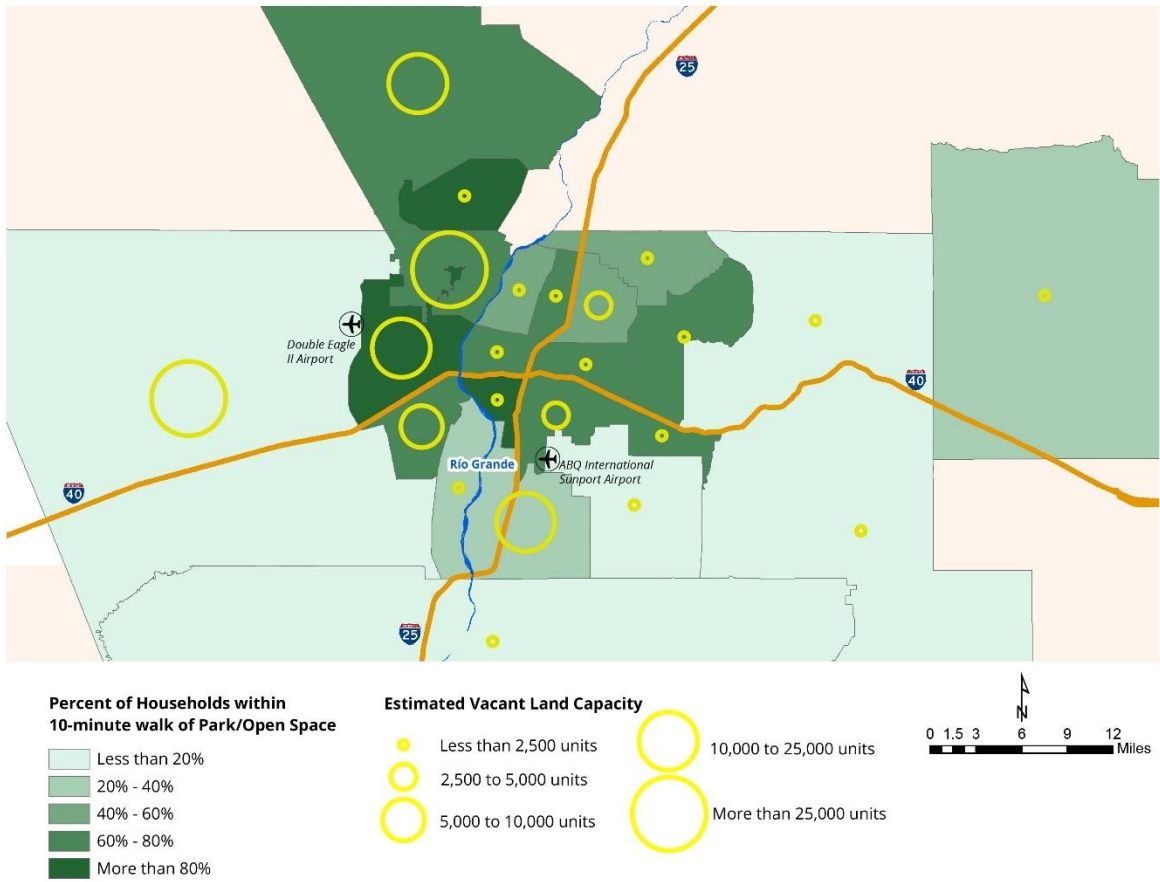 25
Double Eagle
II Airport
40
Río Grande
ABQ International
Sunport Airport
40
25
Percent of Households within
10-minute walk of Park/Open Space
Less than 20%
20% - 40%
40% - 60%
60% - 80%
More than 80%
Estimated Vacant Land Capacity
Less than 2,500 units
2,500 to 5,000 units
5,000 to 10,000 units
10,000 to 25,000 units
More than 25,000 units
N
0 1.5 3 6 9 12
Miles